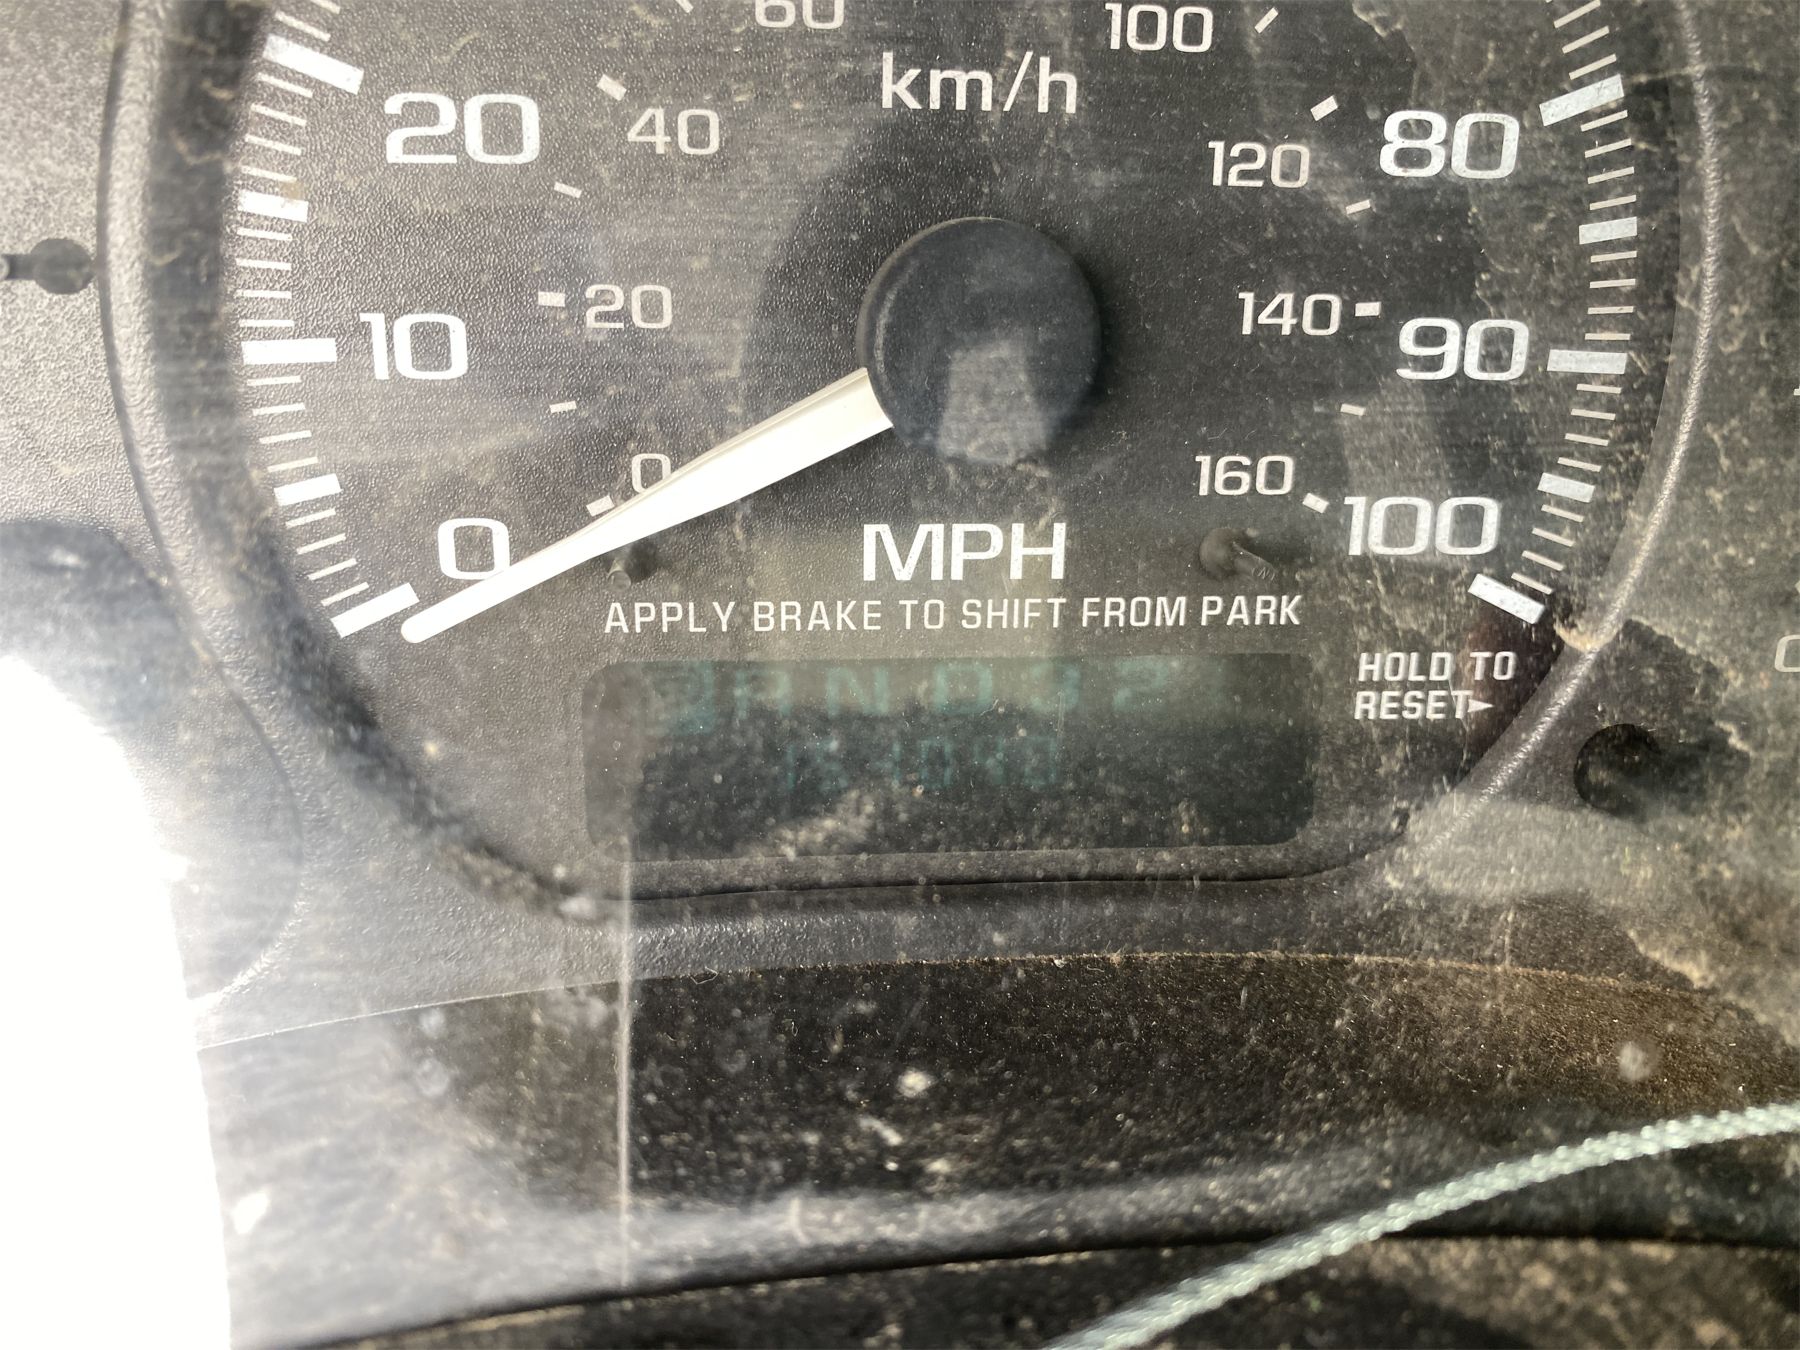 60 100
km/h
20 40 120 80
10 20 140 90
0 0 160 100
MPH
APPLY BRAKE TO SHIFT FROM PARK
HOLD TO
RESET